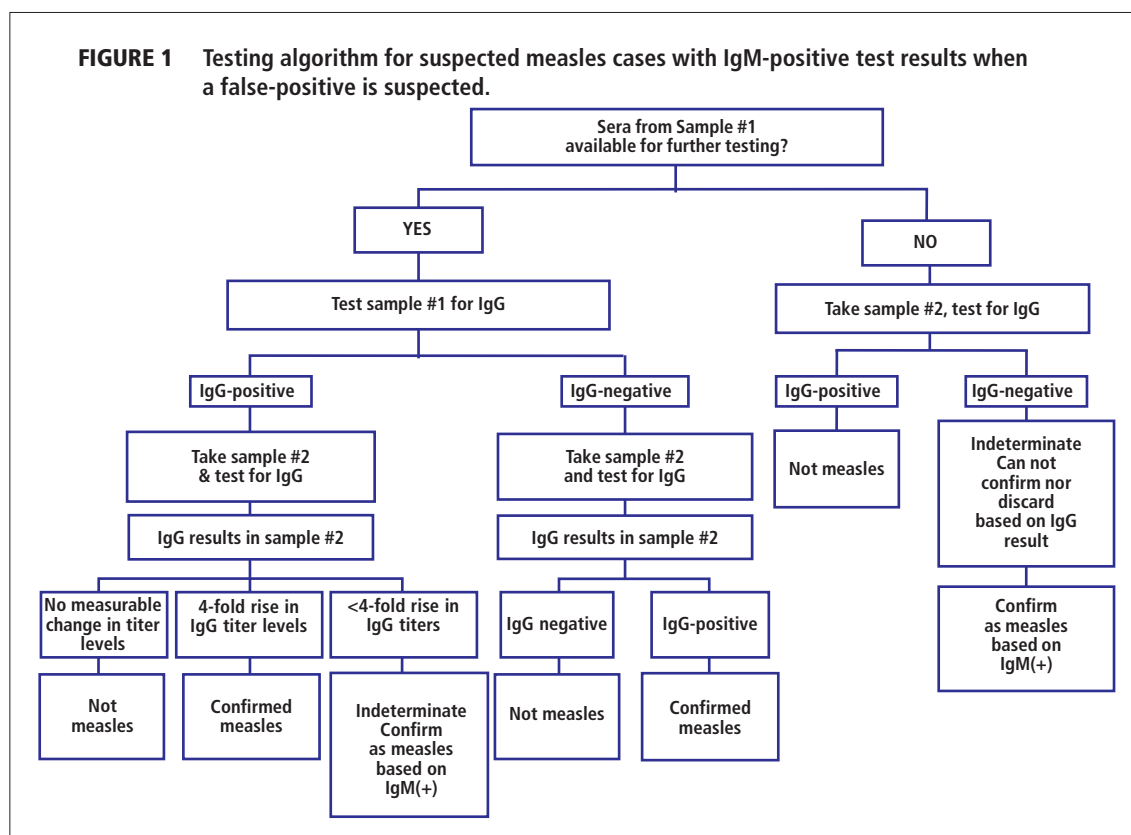 FIGURE 1 Testing algorithm for suspected measles cases with IgM-positive test results when
a false-positive is suspected.
Sera from Sample #1
available for further testing?
YES
NO
Test sample #1 for IgG
Take sample #2, test for IgG
IgG-positive
IgG-negative
IgG-positive
IgG-negative
Take sample #2
& test for IgG
Take sample #2
and test for IgG
Not measles
Indeterminate
Can not
confirm nor
discard
based on IgG
result
IgG results in sample #2
IgG results in sample #2
No measurable
change in titer
levels
4-fold rise in
IgG titer levels
<4-fold rise in
IgG titers
IgG negative
IgG-positive
Confirm
as measles
based on
IgM(+)
Not
measles
Confirmed
measles
Indeterminate
Confirm
as measles
based on
IgM(+)
Not measles
Confirmed
measles